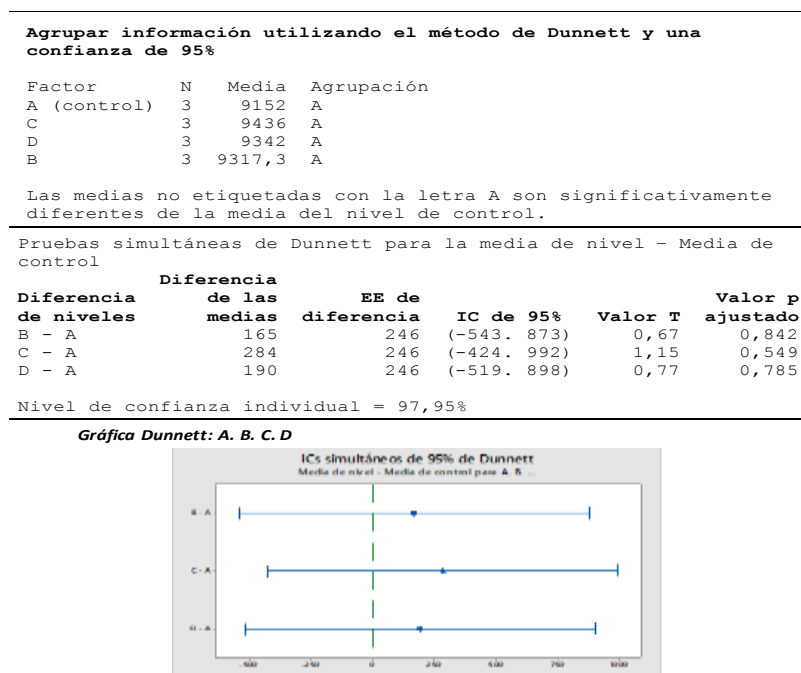 Agrupar información utilizando el método de Dunnett y una
confianza de 95%
Factor N Media Agrupación
A (control) 3 9152 A
C 3 9436 A
D 3 9342 A
B 3 9317,3 A
Las medias no etiquetadas con la letra A son significativamente
diferentes de la media del nivel de control.
Pruebas simultáneas de Dunnett para la media de nivel – Media de
control
Diferencia
Diferencia de las EE de Valor p
de niveles medias diferencia IC de 95% Valor T ajustado
B – A 165 246 (-543. 873) 0,67 0,842
C – A 284 246 (-424. 992) 1,15 0,549
D – A 190 246 (-519. 898) 0,77 0,785
Nivel de confianza individual = 97,95%
Gráfica Dunnett: A. B. C. D
ICs simultáneos de 95% de Dunnett
Media de nivel - Media de control para A. B. ...
B - A
C - A
D - A
-500 -250 0 250 500 750 1000